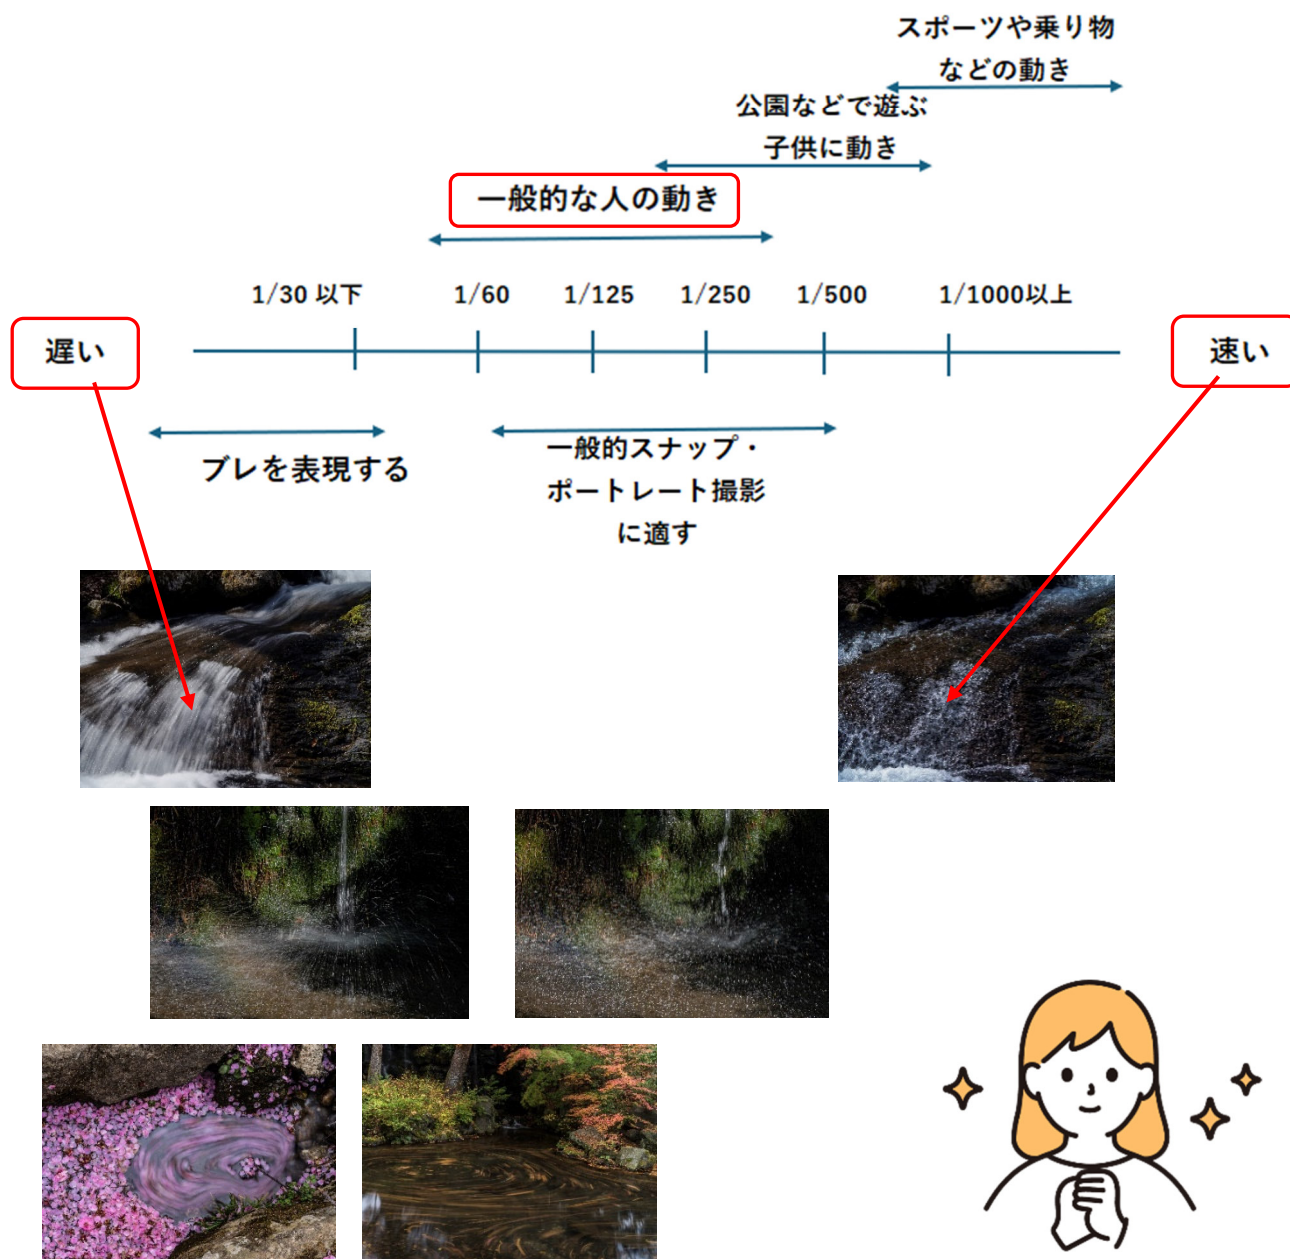 スポーツや乗り物
などの動き
公園などで遊ぶ
子供に動き
一般的な人の動き
1/30 以下 1/60 1/125 1/250 1/500 1/1000以上
遅い
速い
ブレを表現する
一般的スナップ・
ポートレート撮影
に適す